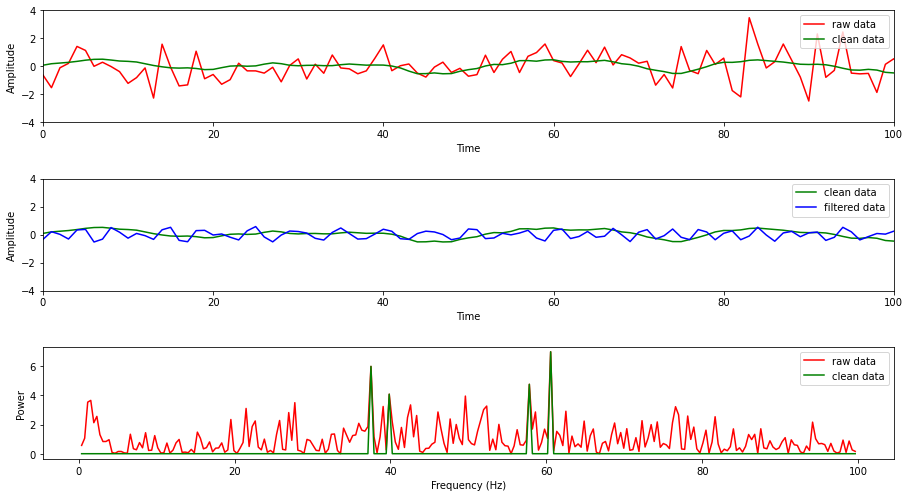 4
2
0
−2
−4
Amplitude
raw data
clean data
0 20 40 60 80 100
Time
4
2
0
−2
−4
Amplitude
clean data
filtered data
0 20 40 60 80 100
Time
6
4
2
0
Power
raw data
clean data
0 20 40 60 80 100
Frequency (Hz)